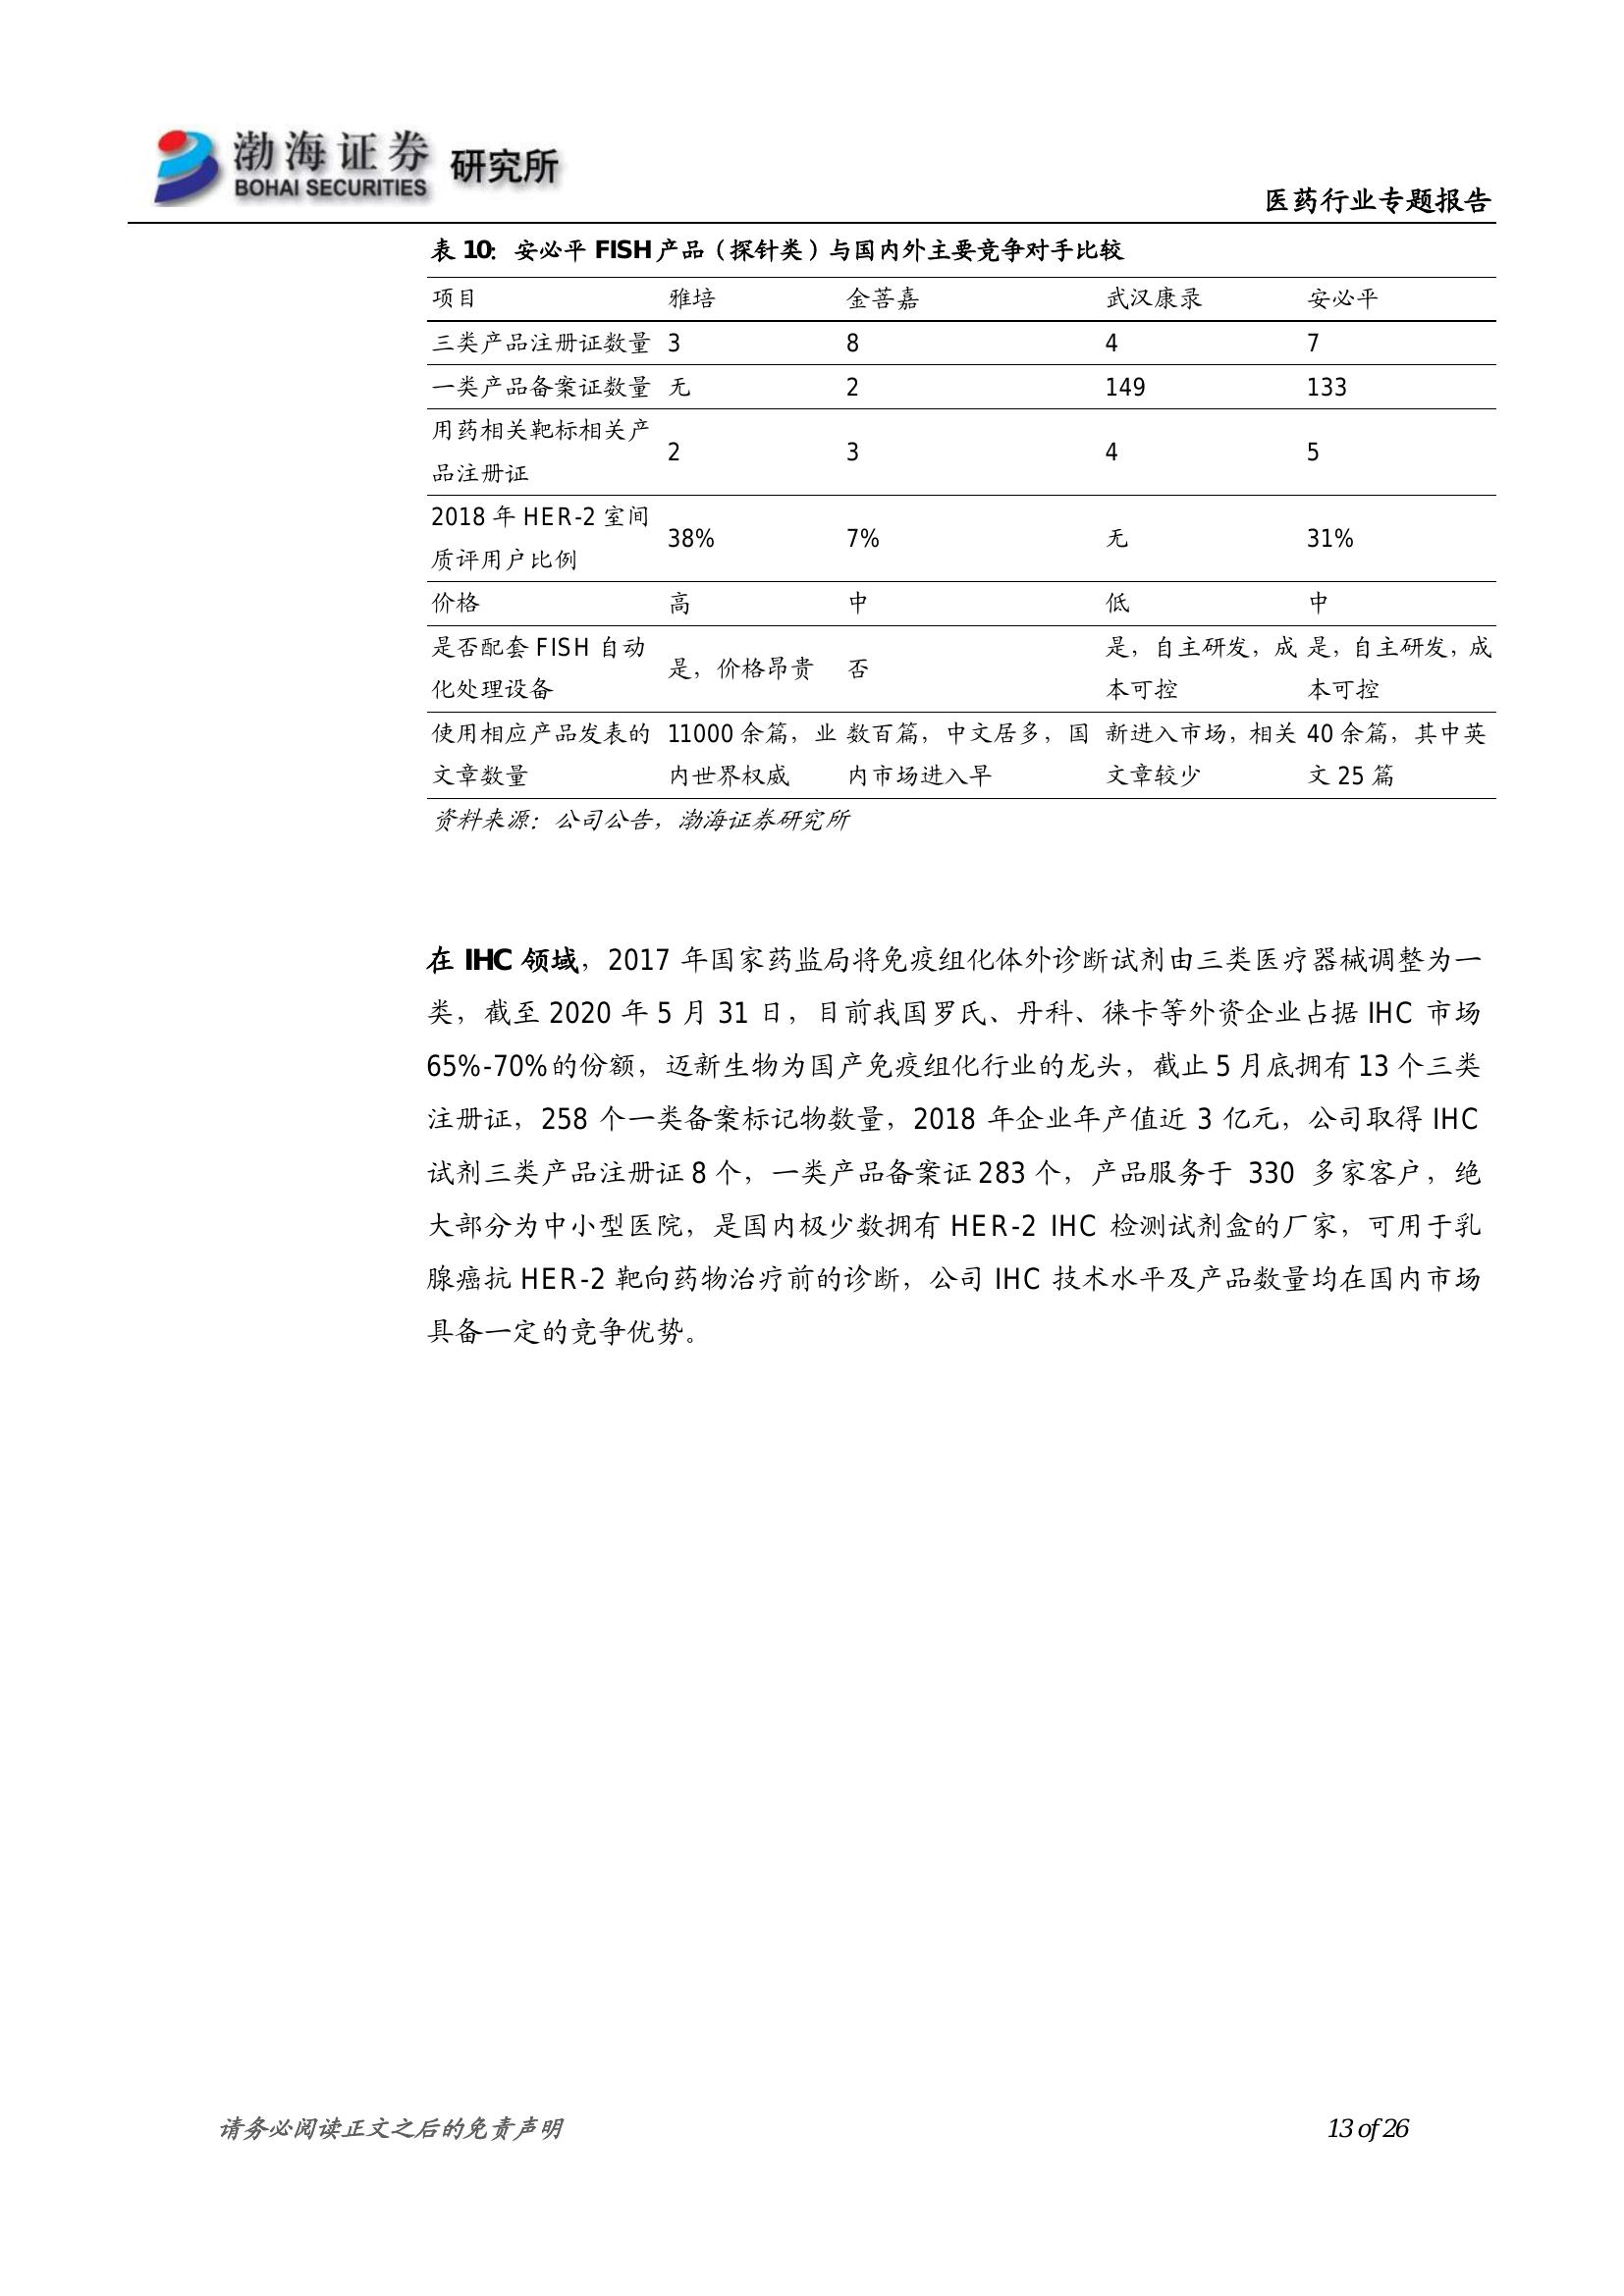 渤海证券 研究所
BOHAI SECURITIES
医药行业专题报告
表 10: 安必平 FISH 产品（探针类）与国内外主要竞争对手比较
项目 雅培 金菩嘉 武汉康录 安必平
三类产品注册证数量 3 8 4 7
一类产品备案证数量 无 2 149 133
用药相关靶标相关产
品注册证 2 3 4 5
2018 年 HER-2 室间
质评用户比例 38% 7% 无 31%
价格 高 中 低 中
是否配套 FISH 自动
化处理设备 是，价格昂贵 否 是，自主研发，成 是，自主研发，成
本可控 本可控
使用相应产品发表的 11000 余篇，业 数百篇，中文居多，国 新进入市场，相关 40 余篇，其中英
文章数量 内世界权威 内市场进入早 文章较少 文 25 篇
资料来源：公司公告，渤海证券研究所
在 IHC 领域，2017 年国家药监局将免疫组化体外诊断试剂由三类医疗器械调整为一
类，截至 2020 年 5 月 31 日，目前我国罗氏、丹科、徕卡等外资企业占据 IHC 市场
65%-70%的份额，迈新生物为国产免疫组化行业的龙头，截止 5 月底拥有 13 个三类
注册证，258 个一类备案标记物数量，2018 年企业年产值近 3 亿元，公司取得 IHC
试剂三类产品注册证 8 个，一类产品备案证 283 个，产品服务于 330 多家客户，绝
大部分为中小型医院，是国内极少数拥有 HER-2 IHC 检测试剂盒的厂家，可用于乳
腺癌抗 HER-2 靶向药物治疗前的诊断，公司 IHC 技术水平及产品数量均在国内市场
具备一定的竞争优势。
请务必阅读正文之后的免责声明 13 of 26